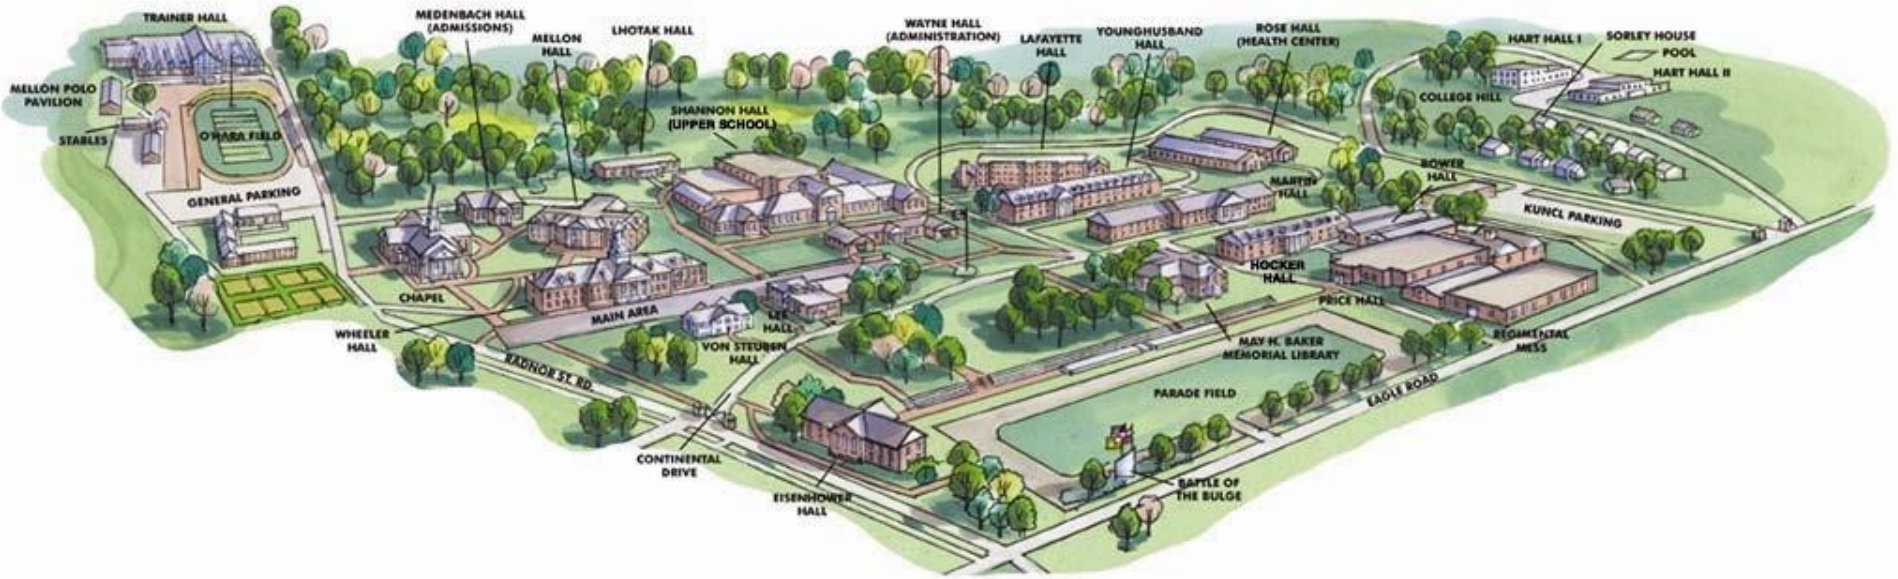 TRAINER HALL
MEDENBACH HALL
(ADMISSIONS)
MELLON
HALL
LHOTAK HALL
WAYNE HALL
(ADMINISTRATION)
LAFAYETTE
HALL
YOUNGHUSBAND
HALL
ROSE HALL
(HEALTH CENTER)
HART HALL I
SORLEY HOUSE
POOL
HART HALL II
MELLON POLO
PAVILION
STABLES
O'HARA FIELD
SHANNON HALL
(UPPER SCHOOL)
COLLEGE HILL
GENERAL PARKING
BOWER
HALL
MARTIN
HALL
KUNCL PARKING
CHAPEL
MAIN AREA
HOCKER
HALL
PRICE HALL
WHEELER
HALL
LEE
HALL
VON STEUBEN
HALL
MAY H. BAKER
MEMORIAL LIBRARY
REGIMENTAL
MESS
RADNOR ST. RD.
PARADE FIELD
EAGLE ROAD
CONTINENTAL
DRIVE
EISENHOWER
HALL
BATTLE OF
THE BULGE